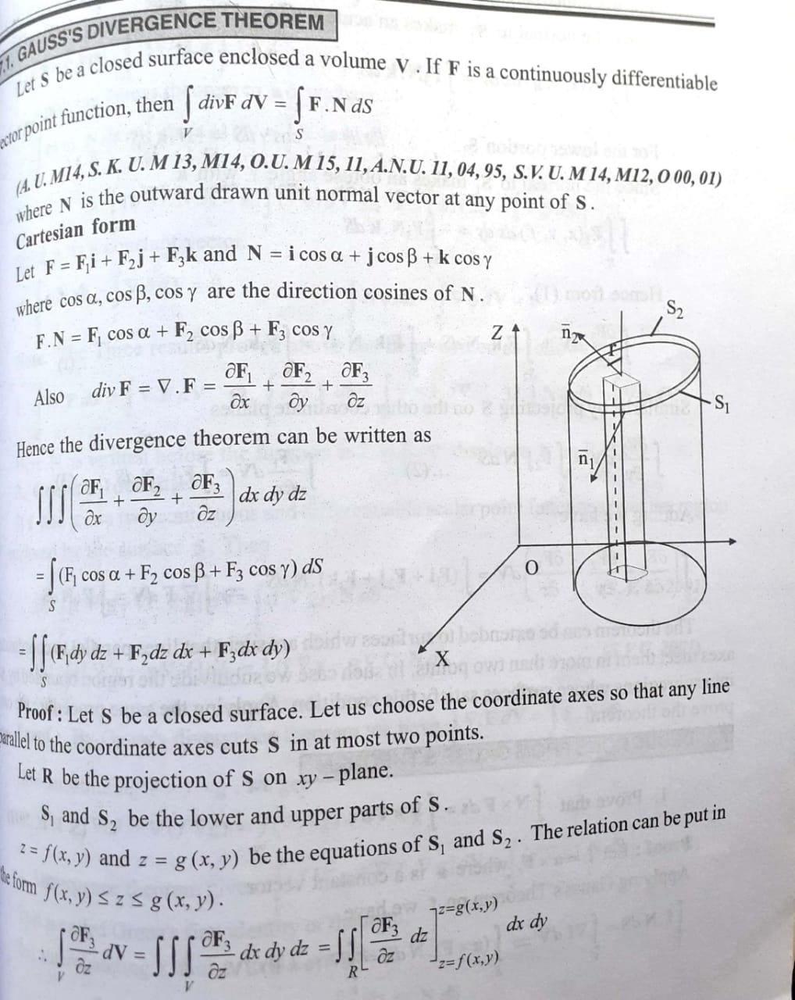 7.1. GAUSS'S DIVERGENCE THEOREM
Let S be a closed surface enclosed a volume V. If F is a continuously differentiable
vector point function, then ∫_V divF dV = ∫_S F.N dS
(A.U. M14, S. K. U. M 13, M14, O.U. M 15, 11, A.N.U. 11, 04, 95, S.V. U. M 14, M12, O 00, 01)
where N is the outward drawn unit normal vector at any point of S.
Cartesian form
Let F = F₁i + F₂j + F₃k and N = i cos α + j cos β + k cos γ
where cos α, cos β, cos γ are the direction cosines of N.
F.N = F₁ cos α + F₂ cos β + F₃ cos γ
Also div F = ∇.F = ∂F₁/∂x + ∂F₂/∂y + ∂F₃/∂z
Hence the divergence theorem can be written as
∫∫∫(∂F₁/∂x + ∂F₂/∂y + ∂F₃/∂z) dx dy dz
= ∫_S (F₁ cos α + F₂ cos β + F₃ cos γ) dS
= ∫∫_S (F₁dy dz + F₂dz dx + F₃dx dy)
Z
n̄₂
S₂
r
S₁
n̄₁
O
X
Proof : Let S be a closed surface. Let us choose the coordinate axes so that any line
parallel to the coordinate axes cuts S in at most two points.
Let R be the projection of S on xy – plane.
S₁ and S₂ be the lower and upper parts of S.
z = f(x, y) and z = g (x, y) be the equations of S₁ and S₂. The relation can be put in
the form f(x, y) ≤ z ≤ g (x, y).
∴ ∫_V ∂F₃/∂z dV = ∫∫∫_V ∂F₃/∂z dx dy dz = ∫∫_R [∂F₃/∂z dz]_{z=f(x,y)}^{z=g(x,y)} dx dy